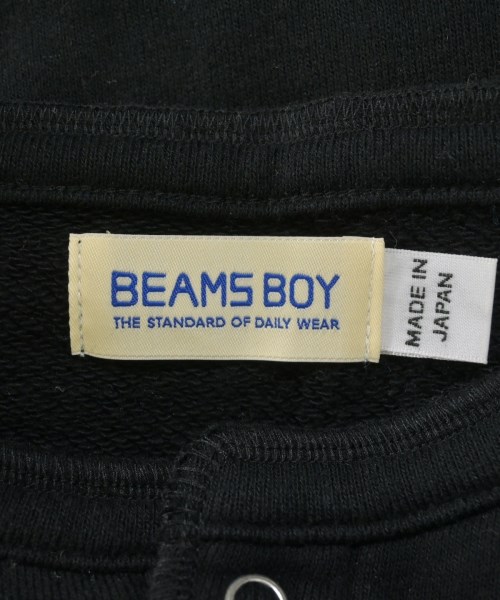 BEAMS BOY
THE STANDARD OF DAILY WEAR
MADE IN
JAPAN